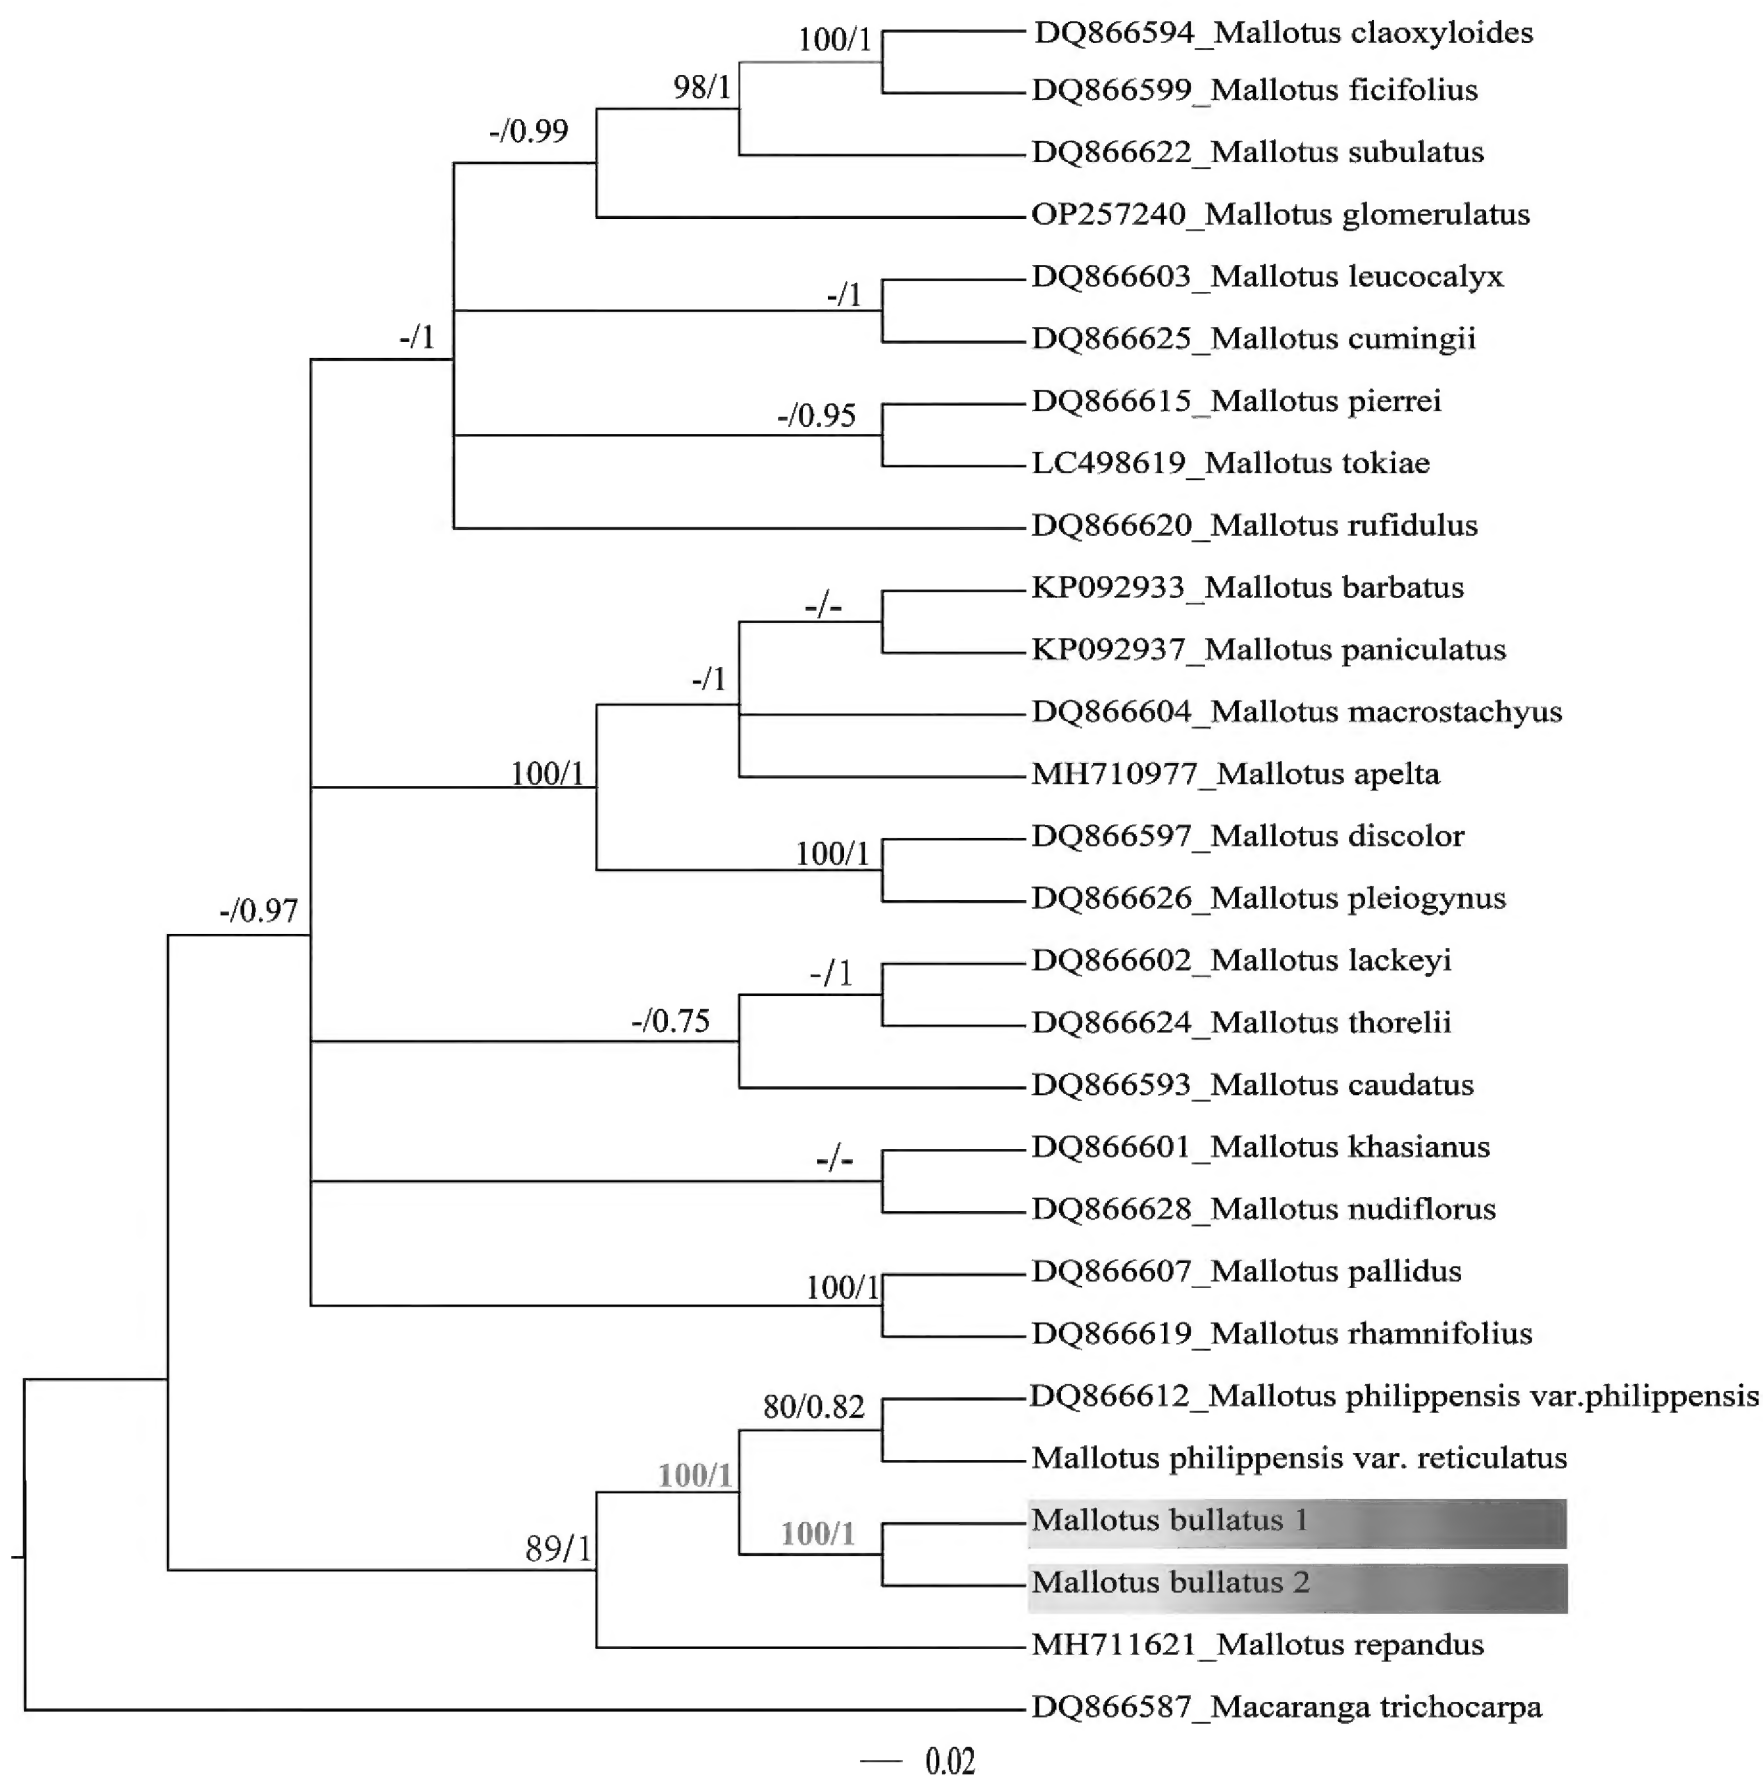 100/1
DQ866594_Mallotus claoxyloides
98/1
DQ866599_Mallotus ficifolius
-/0.99
DQ866622_Mallotus subulatus
OP257240_Mallotus glomerulatus
DQ866603_Mallotus leucocalyx
-/1
-/1
DQ866625_Mallotus cumingii
DQ866615_Mallotus pierrei
-/0.95
LC498619_Mallotus tokiae
DQ866620_Mallotus rufidulus
KP092933_Mallotus barbatus
-/-
KP092937_Mallotus paniculatus
-/1
DQ866604_Mallotus macrostachyus
100/1
MH710977_Mallotus apelta
DQ866597_Mallotus discolor
100/1
DQ866626_Mallotus pleiogynus
-/0.97
DQ866602_Mallotus lackeyi
-/1
-/0.75
DQ866624_Mallotus thorelii
DQ866593_Mallotus caudatus
DQ866601_Mallotus khasianus
-/-
DQ866628_Mallotus nudiflorus
DQ866607_Mallotus pallidus
100/1
DQ866619_Mallotus rhamnifolius
DQ866612_Mallotus philippensis var.philippensis
80/0.82
Mallotus philippensis var. reticulatus
100/1
Mallotus bullatus 1
100/1
89/1
Mallotus bullatus 2
MH711621_Mallotus repandus
DQ866587_Macaranga trichocarpa
0.02